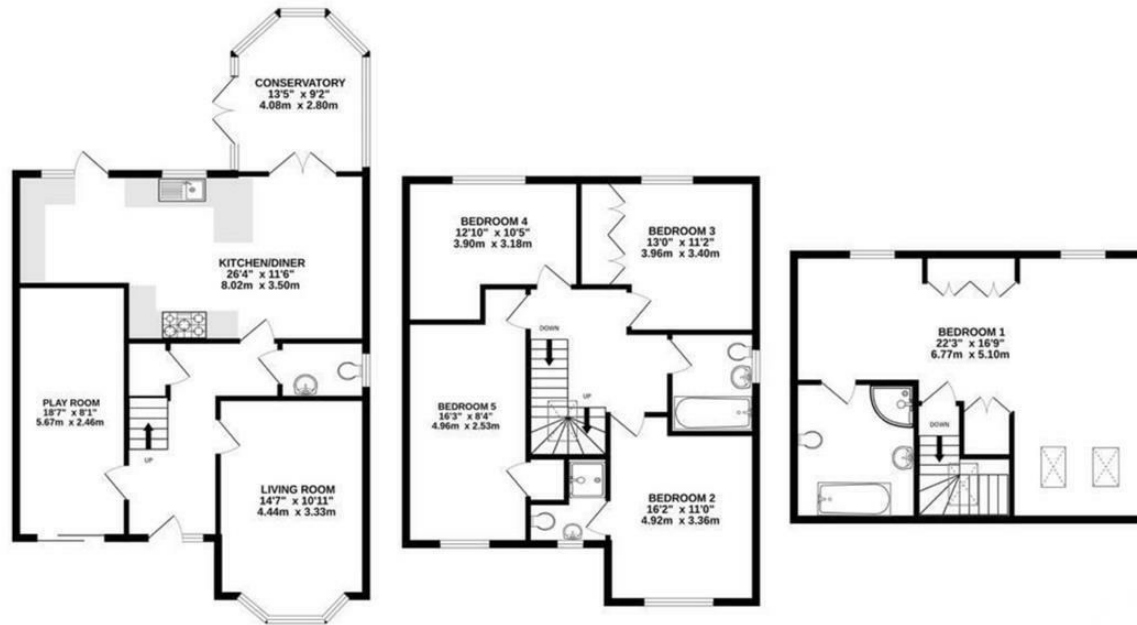 CONSERVATORY
13'5" x 9'2"
4.08m x 2.80m
KITCHEN/DINER
26'4" x 11'6"
8.02m x 3.50m
PLAY ROOM
18'7" x 8'1"
5.67m x 2.46m
UP
LIVING ROOM
14'7" x 10'11"
4.44m x 3.33m
BEDROOM 4
12'10" x 10'5"
3.90m x 3.18m
BEDROOM 3
13'0" x 11'2"
3.96m x 3.40m
DOWN
UP
BEDROOM 5
16'3" x 8'4"
4.96m x 2.53m
BEDROOM 2
16'2" x 11'0"
4.92m x 3.36m
BEDROOM 1
22'3" x 16'9"
6.77m x 5.10m
DOWN